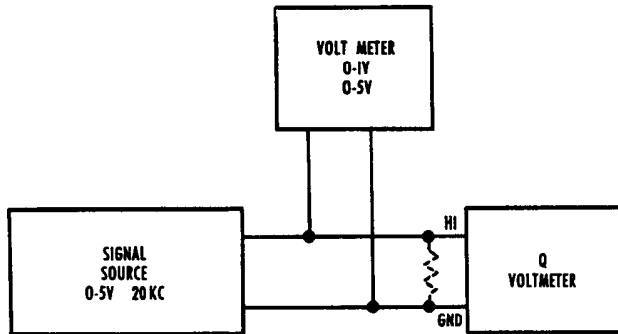 VOLT METER
0-1V
0-5V
SIGNAL
SOURCE
0-5V 20KC
HI
GND
Q
VOLTMETER